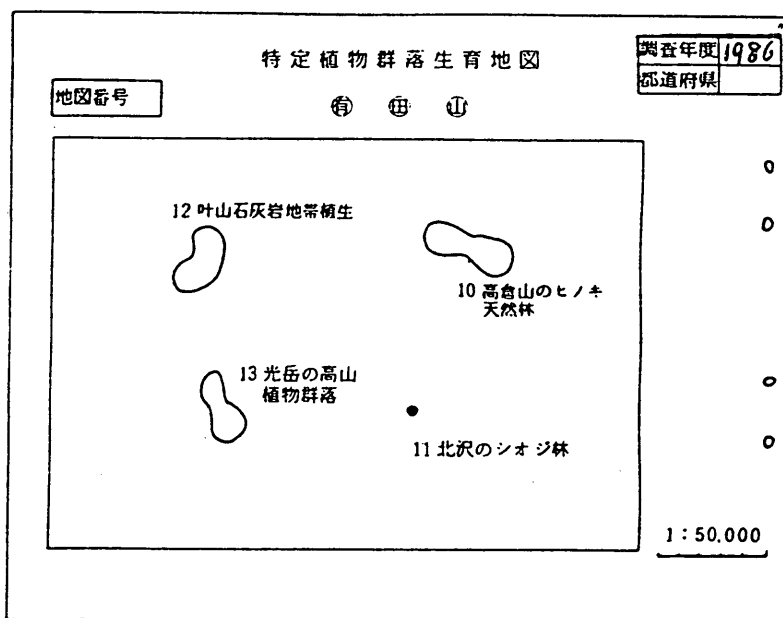 特定植物群落生育地図
調査年度 1986
都道府県
地図番号
有田山
12 叶山石灰岩地帯植生
10 高倉山のヒノキ
天然林
13 光岳の高山
植物群落
11 北沢のシオジ林
1:50,000